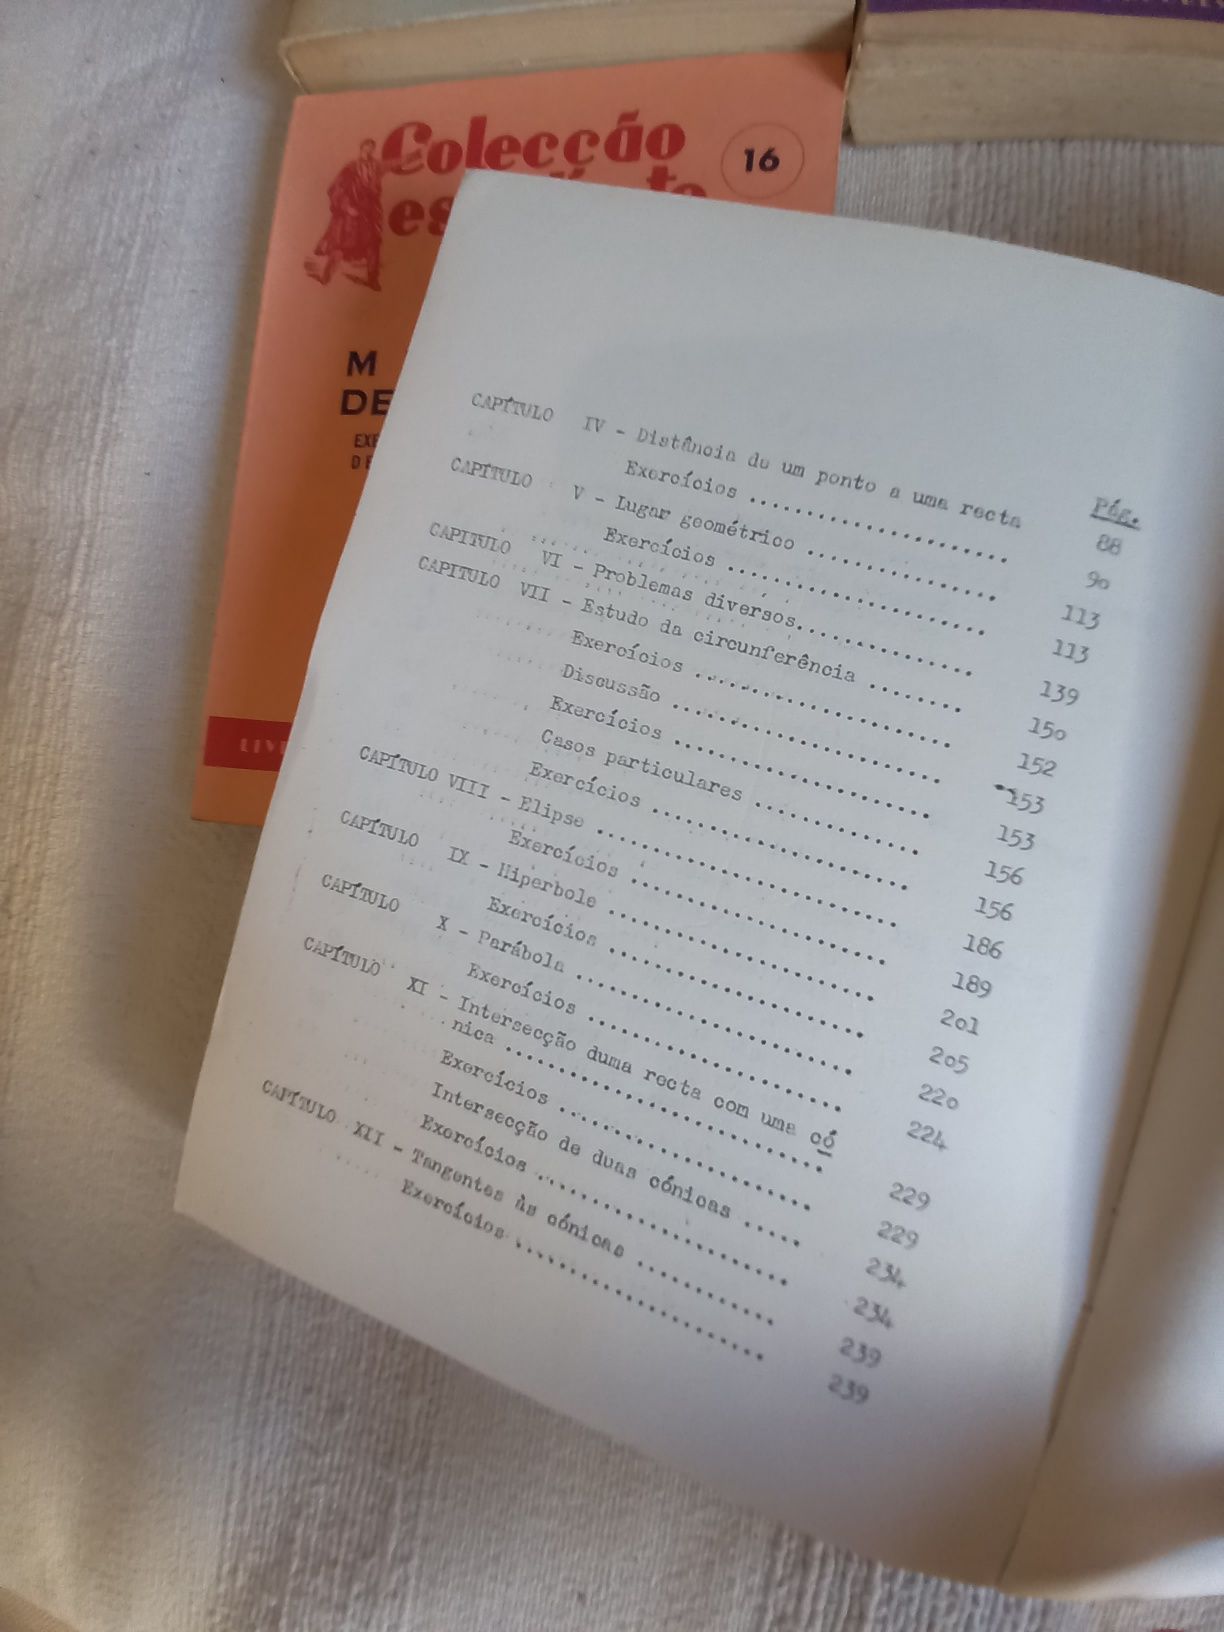 Colecção
16
M
DE
CAPÍTULO IV - Distância de um ponto a uma recta
Pág.
88
Exercícios ........................ 90
CAPÍTULO V - Lugar geométrico .................. 113
Exercícios ........................ 113
CAPITULO VI - Problemas diversos................ 139
CAPITULO VII - Estudo da circunferência ........ 150
Exercícios ........................ 152
Discussão ........................ 153
Exercícios ........................ 153
Casos particulares ............... 156
Exercícios ........................ 156
CAPÍTULO VIII - Elipse ........................ 186
Exercícios ........................ 189
CAPÍTULO IX - Hiperbole ........................ 201
Exercícios ........................ 205
CAPÍTULO X - Parábola ........................ 220
Exercícios ........................ 224
CAPÍTULO XI - Intersecção duma recta com uma có
nica ........................ 229
Exercícios ........................ 229
Intersecção de duas cónicas ..... 234
Exercícios ........................ 234
CAPÍTULO XII - Tangentes às cónicas ............ 239
Exercícios ........................ 239